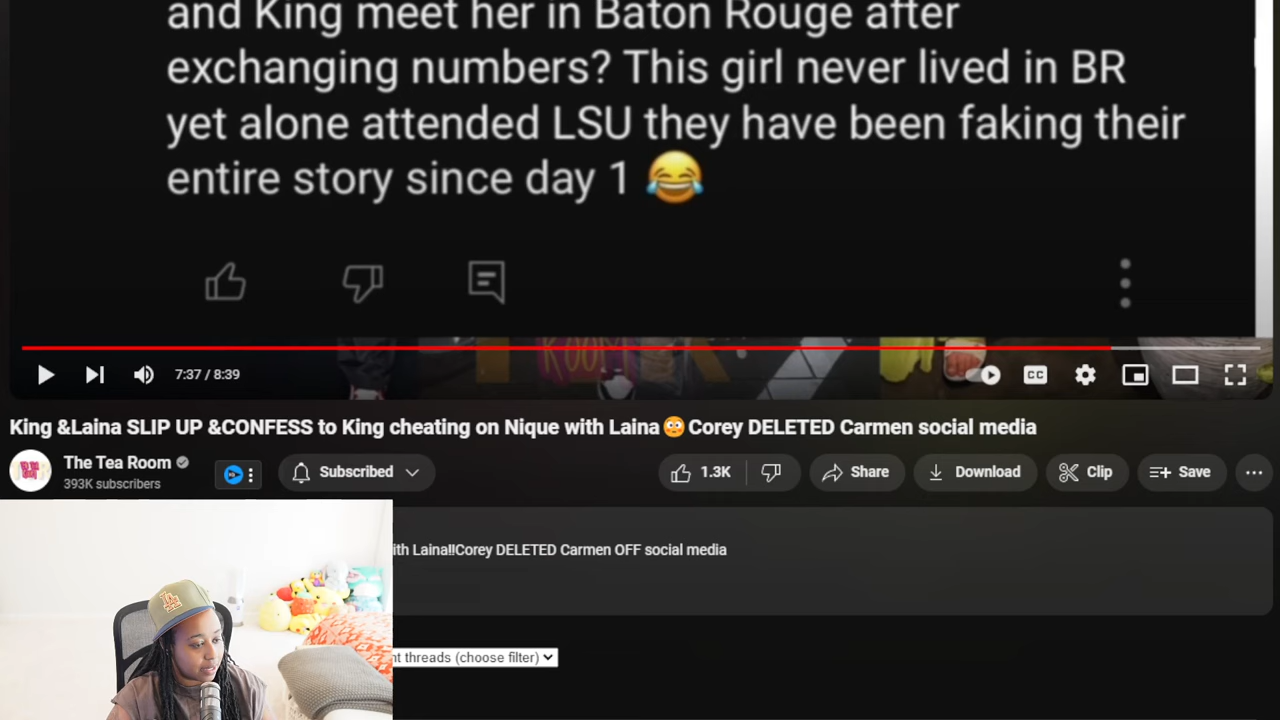 and King meet her in Baton Rouge after
exchanging numbers? This girl never lived in BR
yet alone attended LSU they have been faking their
entire story since day 1 😂
ROOM
7:37 / 8:39
CC
King &Laina SLIP UP &CONFESS to King cheating on Nique with Laina😳Corey DELETED Carmen social media
The Tea Room
393K subscribers
Subscribed
1.3K
Share
Download
Clip
Save
ith Laina!!Corey DELETED Carmen OFF social media
nt threads (choose filter)
LA